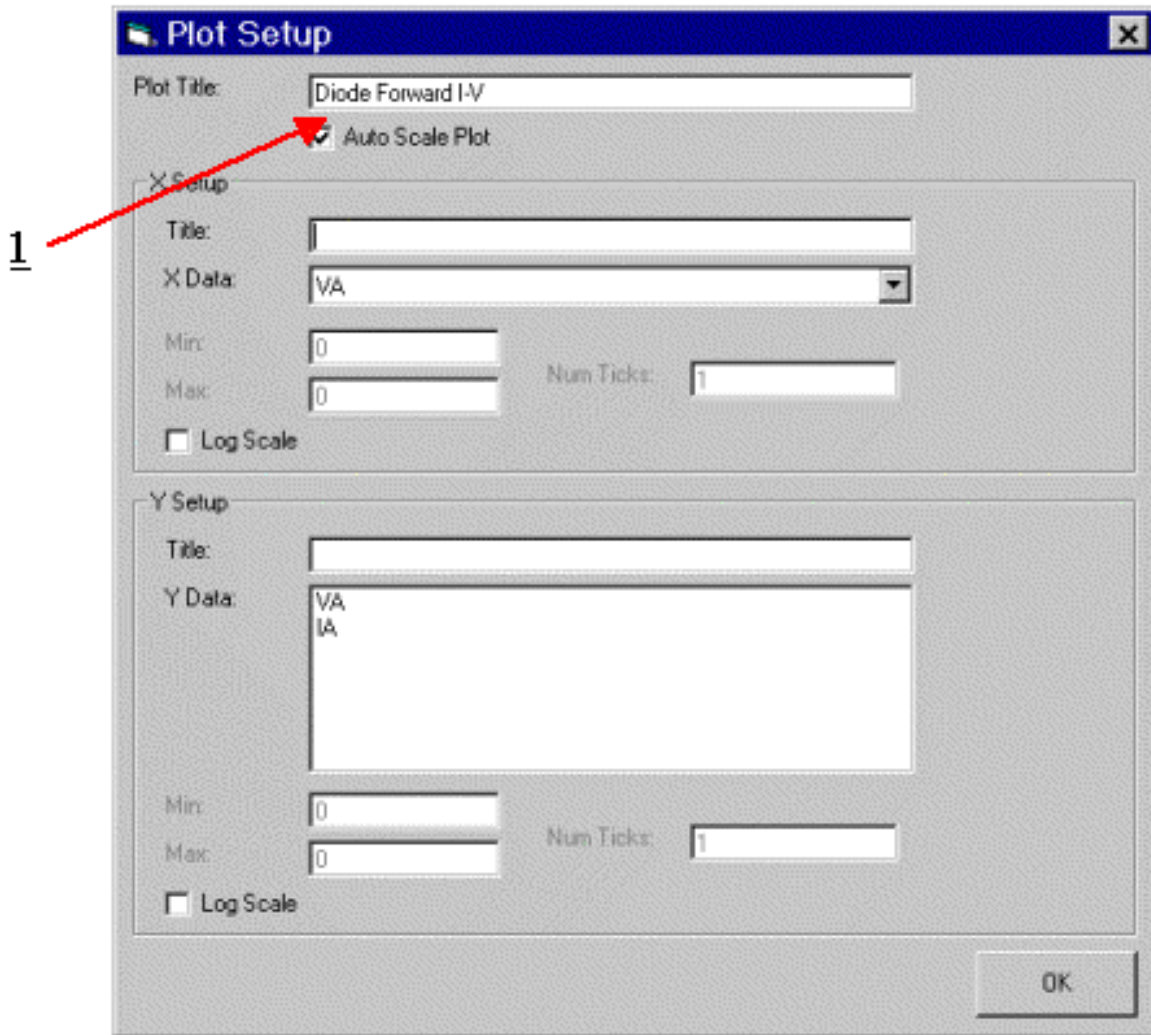 Plot Setup
Plot Title: Diode Forward I-V
Auto Scale Plot
1
X Setup
Title:
X Data: VA
Min: 0
Max: 0
Num Ticks: 1
Log Scale
Y Setup
Title:
Y Data: VA
IA
Min: 0
Max: 0
Num Ticks: 1
Log Scale
OK